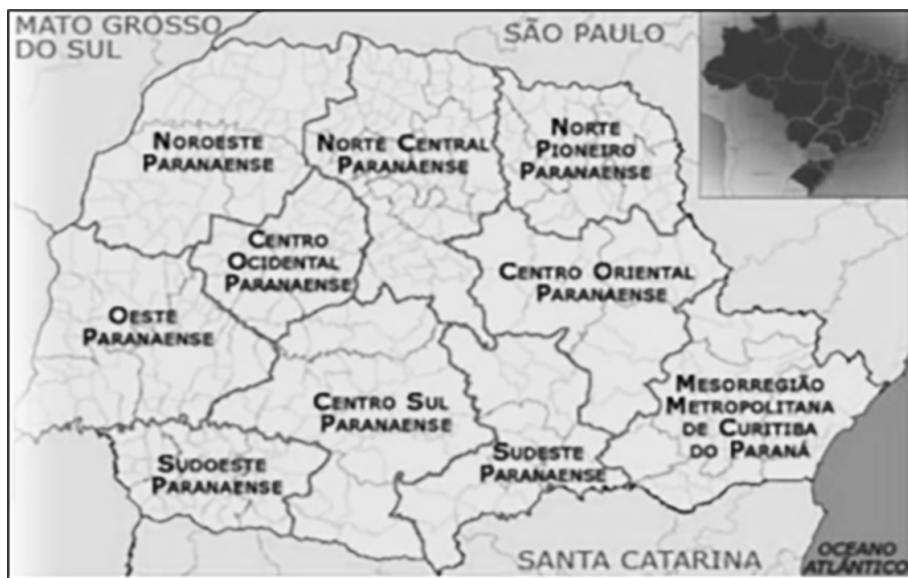 MATO GROSSO
DO SUL
SÃO PAULO
NOROESTE
PARANAENSE
NORTE CENTRAL
PARANAENSE
NORTE
PIONEIRO
PARANAENSE
CENTRO
OCIDENTAL
PARANAENSE
CENTRO ORIENTAL
PARANAENSE
OESTE
PARANAENSE
CENTRO SUL
PARANAENSE
MESORREGIÃO
METROPOLITANA
DE CURITIBA
DO PARANÁ
SUDOESTE
PARANAENSE
SUDESTE
PARANAENSE
SANTA CATARINA
OCEANO
ATLÂNTICO